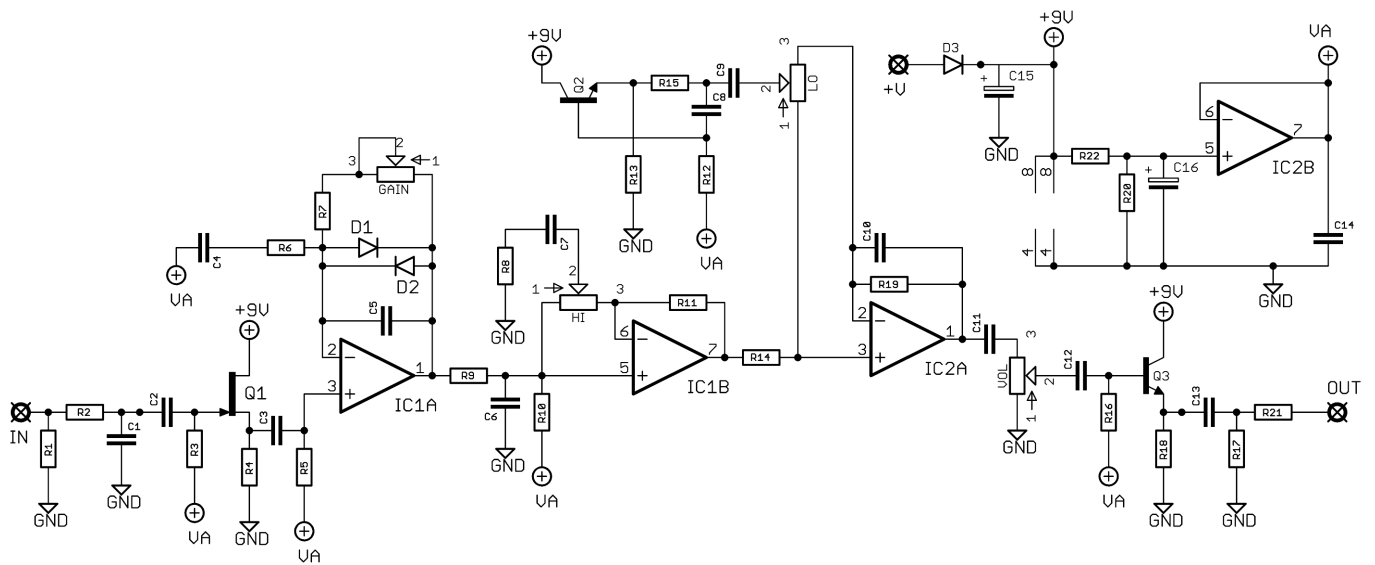 +9V
+9V
VA
3
D3
C15
+
+V
GND
Q2
R15
C9
C8
2
LO
1
6
7
5
IC2B
R22
C16
+
R20
8
8
4
4
C14
GND
R13
R12
GND
VA
2
3
1
GAIN
R7
D1
D2
C5
R6
C4
VA
C7
R8
GND
2
1
3
HI
R11
C10
R19
6
7
5
IC1B
R14
2
1
3
IC2A
C11
3
VOL
2
1
GND
C12
+9V
Q3
R16
VA
R18
GND
C13
R17
GND
R21
OUT
+9V
Q1
2
1
3
IC1A
R9
C6
GND
R10
VA
IN
R2
R1
GND
C1
GND
C2
R3
VA
C3
R4
GND
R5
VA